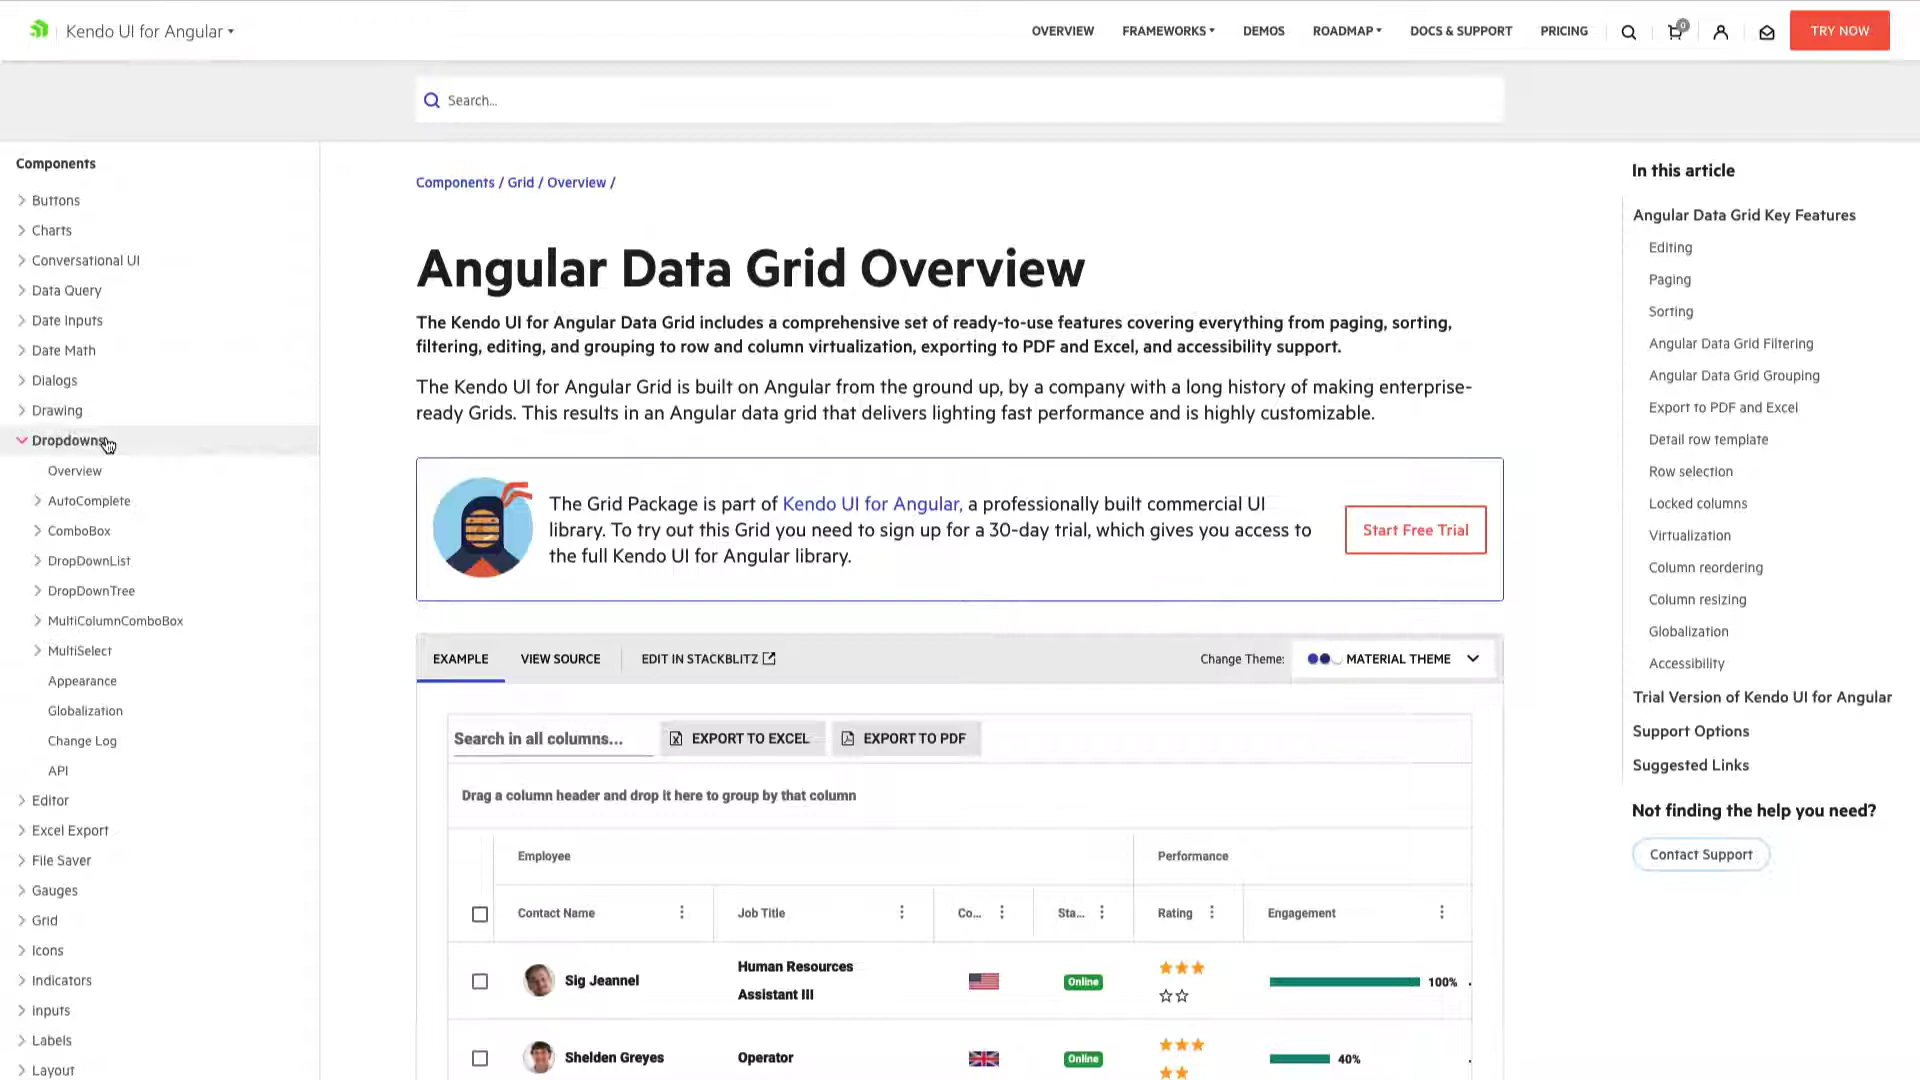 Kendo UI for Angular
OVERVIEW
FRAMEWORKS
DEMOS
ROADMAP
DOCS & SUPPORT
PRICING
0
TRY NOW
Search...
Components
Buttons
Charts
Conversational UI
Data Query
Date Inputs
Date Math
Dialogs
Drawing
Dropdowns
Overview
AutoComplete
ComboBox
DropDownList
DropDownTree
MultiColumnComboBox
MultiSelect
Appearance
Globalization
Change Log
API
Editor
Excel Export
File Saver
Gauges
Grid
Icons
Indicators
Inputs
Labels
Layout
Components / Grid / Overview /
Angular Data Grid Overview
The Kendo UI for Angular Data Grid includes a comprehensive set of ready-to-use features covering everything from paging, sorting,
filtering, editing, and grouping to row and column virtualization, exporting to PDF and Excel, and accessibility support.
The Kendo UI for Angular Grid is built on Angular from the ground up, by a company with a long history of making enterprise-
ready Grids. This results in an Angular data grid that delivers lighting fast performance and is highly customizable.
The Grid Package is part of Kendo UI for Angular, a professionally built commercial UI
library. To try out this Grid you need to sign up for a 30-day trial, which gives you access to
the full Kendo UI for Angular library.
Start Free Trial
EXAMPLE
VIEW SOURCE
EDIT IN STACKBLITZ
Change Theme:
MATERIAL THEME
Search in all columns...
EXPORT TO EXCEL
EXPORT TO PDF
Drag a column header and drop it here to group by that column
Employee
Performance
Contact Name
Job Title
Co...
Sta...
Rating
Engagement
Sig Jeannel
Human Resources
Assistant III
Online
100%
Shelden Greyes
Operator
Online
40%
In this article
Angular Data Grid Key Features
Editing
Paging
Sorting
Angular Data Grid Filtering
Angular Data Grid Grouping
Export to PDF and Excel
Detail row template
Row selection
Locked columns
Virtualization
Column reordering
Column resizing
Globalization
Accessibility
Trial Version of Kendo UI for Angular
Support Options
Suggested Links
Not finding the help you need?
Contact Support